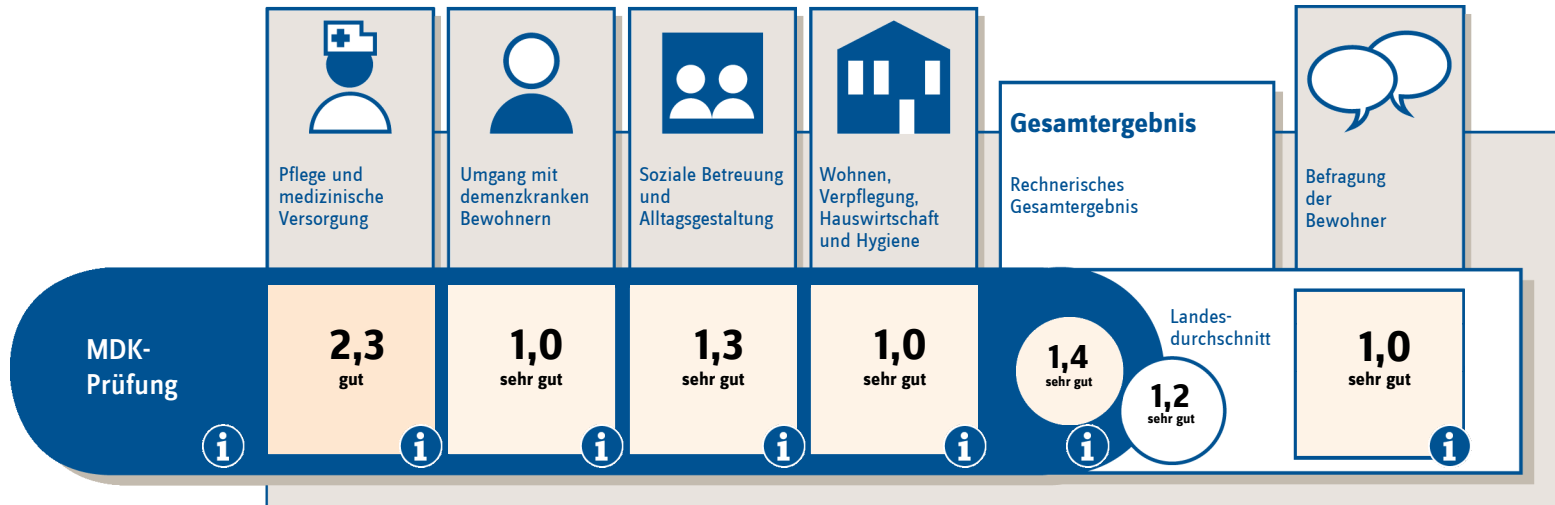 Pflege und
medizinische
Versorgung
Umgang mit
demenzkranken
Bewohnern
Soziale Betreuung
und
Alltagsgestaltung
Wohnen,
Verpflegung,
Hauswirtschaft
und Hygiene
Gesamtergebnis
Rechnerisches
Gesamtergebnis
Befragung
der
Bewohner
MDK-
Prüfung
i
2,3
gut
i
1,0
sehr gut
i
1,3
sehr gut
i
1,0
sehr gut
i
1,4
sehr gut
i
Landes-
durchschnitt
1,2
sehr gut
1,0
sehr gut
i